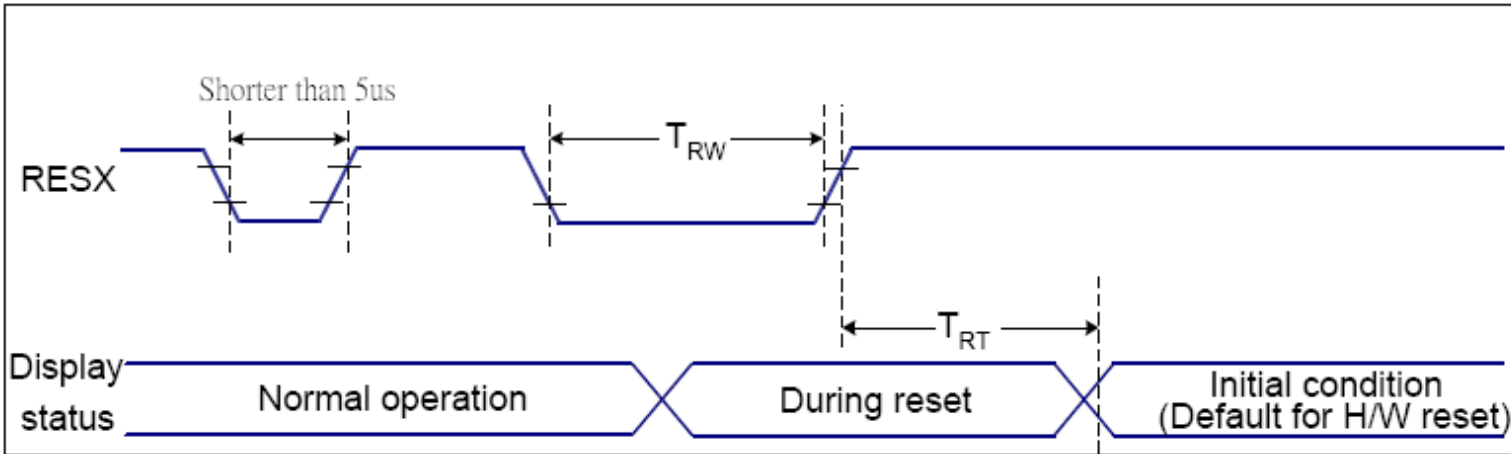 Shorter than 5us
RESX
TRW
TRT
Display
status
Normal operation
During reset
Initial condition
(Default for H/W reset)